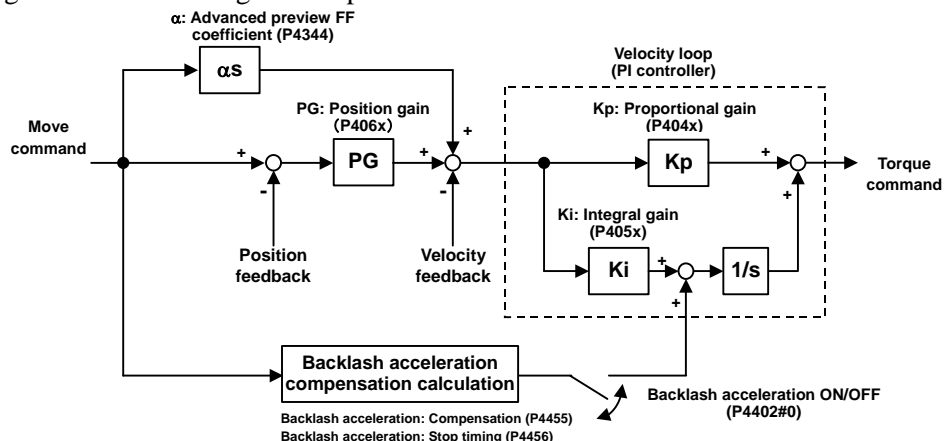 α: Advanced preview FF
coefficient (P4344)
αs
Velocity loop
(PI controller)
PG: Position gain
(P406x)
Kp: Proportional gain
(P404x)
Move
command
+
+
+
+
PG
Kp
Torque
command
-
-
+
Ki: Integral gain
(P405x)
Position
feedback
Velocity
feedback
Ki
+
1/s
+
Backlash acceleration
compensation calculation
Backlash acceleration ON/OFF
(P4402#0)
Backlash acceleration: Compensation (P4455)
Backlash acceleration: Stop timing (P4456)